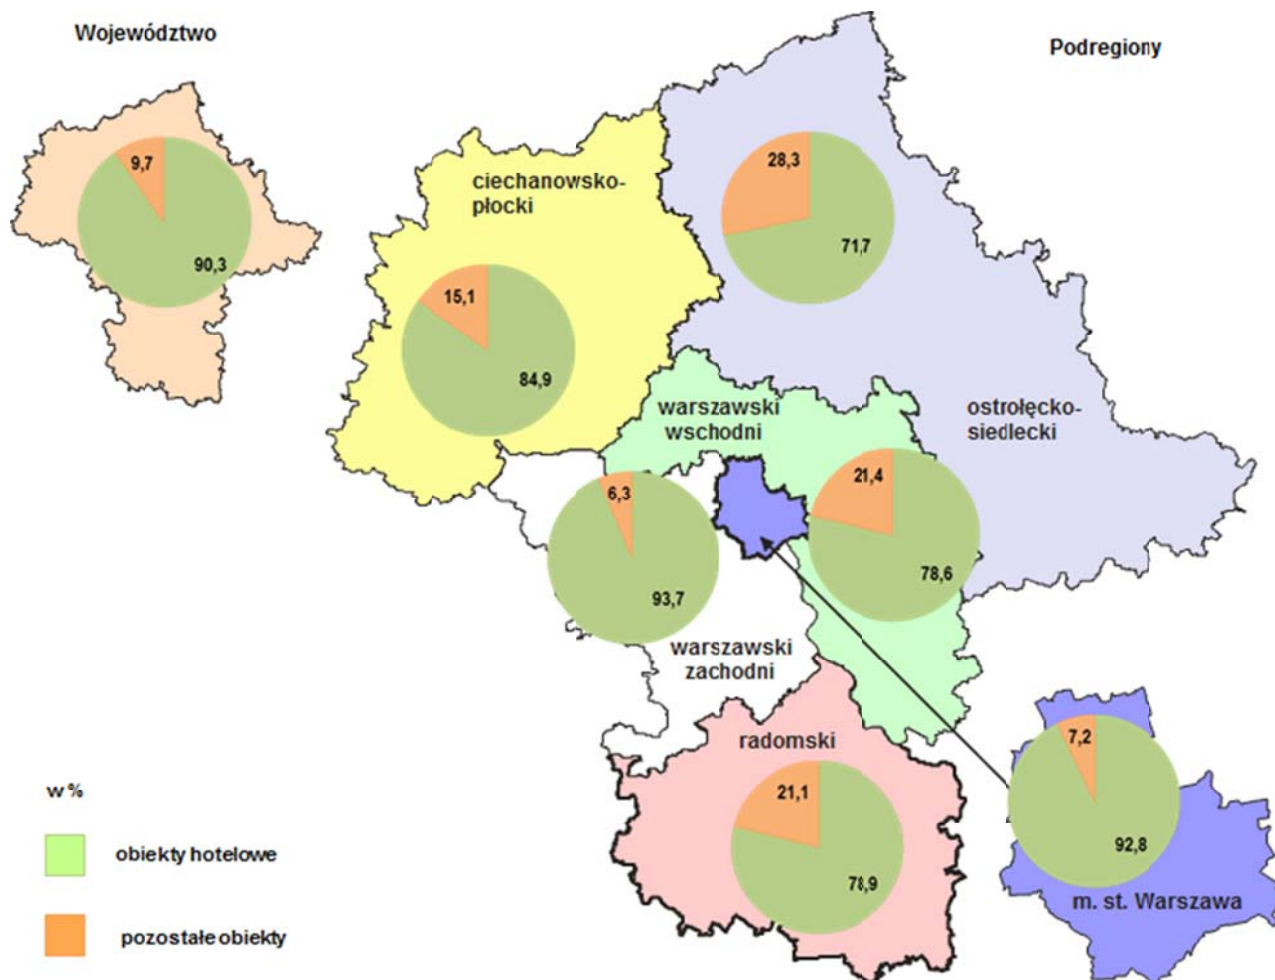 Województwo
Podregiony
9,7
90,3
ciechanowsko-
płocki
15,1
84,9
28,3
71,7
ostrołęcko-
siedlecki
warszawski
wschodni
21,4
78,6
6,3
93,7
warszawski
zachodni
radomski
21,1
78,9
7,2
92,8
m. st. Warszawa
w %
obiekty hotelowe
pozostałe obiekty